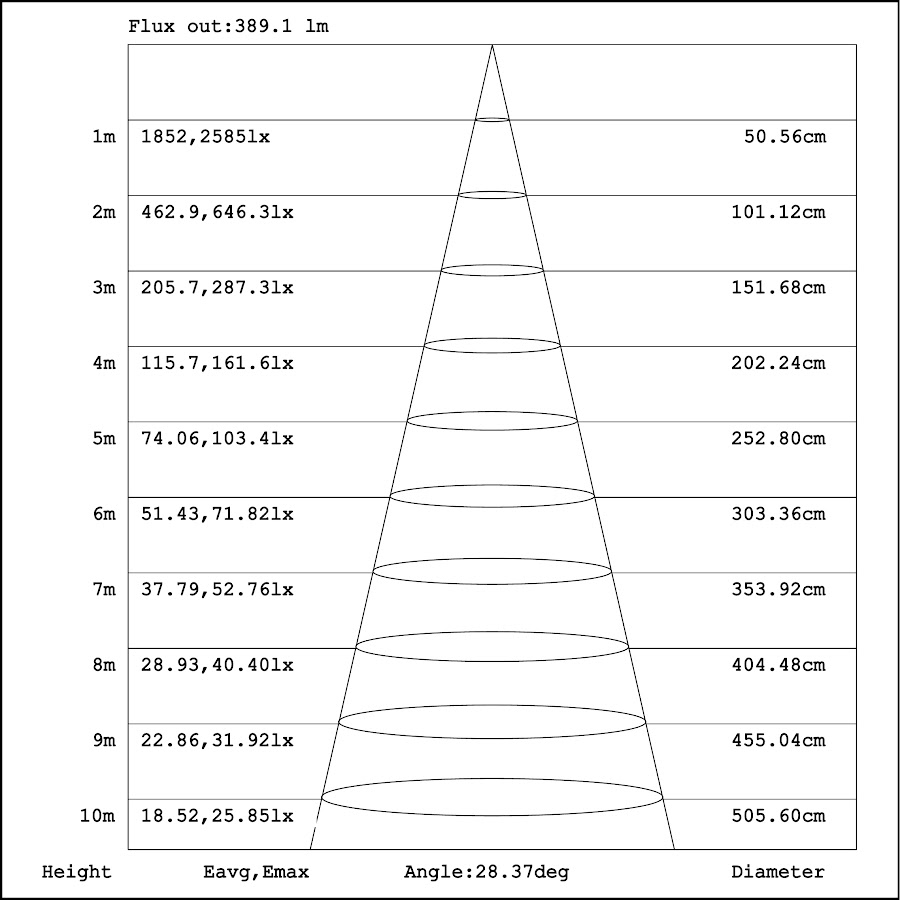 Flux out:389.1 lm
1m 1852,2585lx 50.56cm
2m 462.9,646.3lx 101.12cm
3m 205.7,287.3lx 151.68cm
4m 115.7,161.6lx 202.24cm
5m 74.06,103.4lx 252.80cm
6m 51.43,71.82lx 303.36cm
7m 37.79,52.76lx 353.92cm
8m 28.93,40.40lx 404.48cm
9m 22.86,31.92lx 455.04cm
10m 18.52,25.85lx 505.60cm
Height Eavg,Emax Angle:28.37deg Diameter